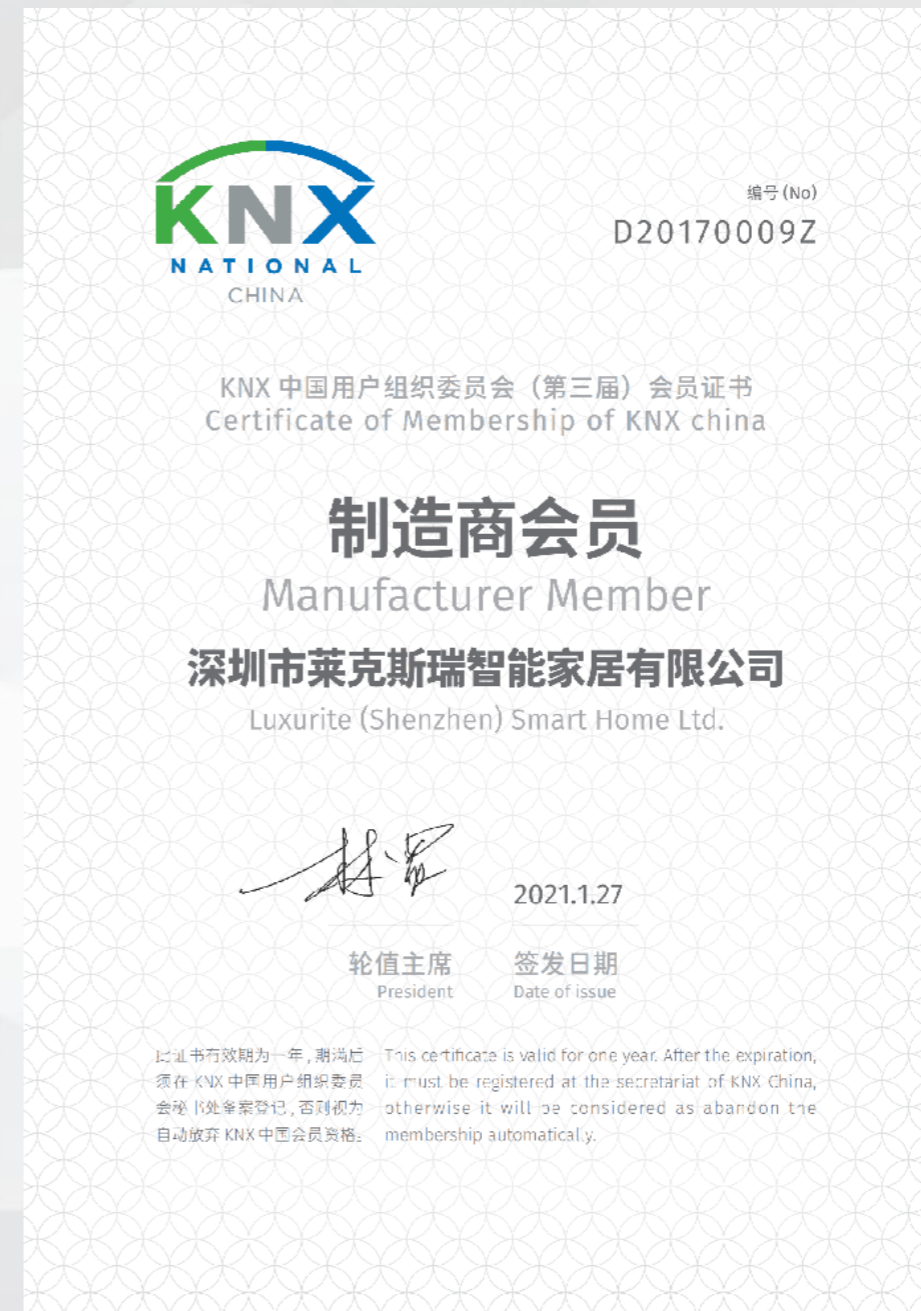 KNX
NATIONAL
CHINA
编号(No)
D20170009Z
KNX 中国用户组织委员会（第三届）会员证书
Certificate of Membership of KNX china
制造商会员
Manufacturer Member
深圳市莱克斯瑞智能家居有限公司
Luxurite (Shenzhen) Smart Home Ltd.
2021.1.27
轮值主席
President
签发日期
Date of issue
此证书有效期为一年,期满后
须在 KNX 中国用户组织委员
会秘书处备案登记,否则视为
自动放弃 KNX 中国会员资格。
This certificate is valid for one year. After the expiration,
it must be registered at the secretariat of KNX China,
otherwise it will be considered as abandon the
membership automatically.